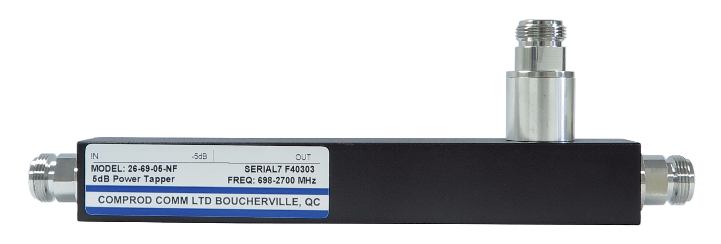 IN -5dB OUT
MODEL: 26-69-05-NF SERIAL7 F40303
5dB Power Tapper FREQ: 698-2700 MHz
COMPROD COMM LTD BOUCHERVILLE, QC